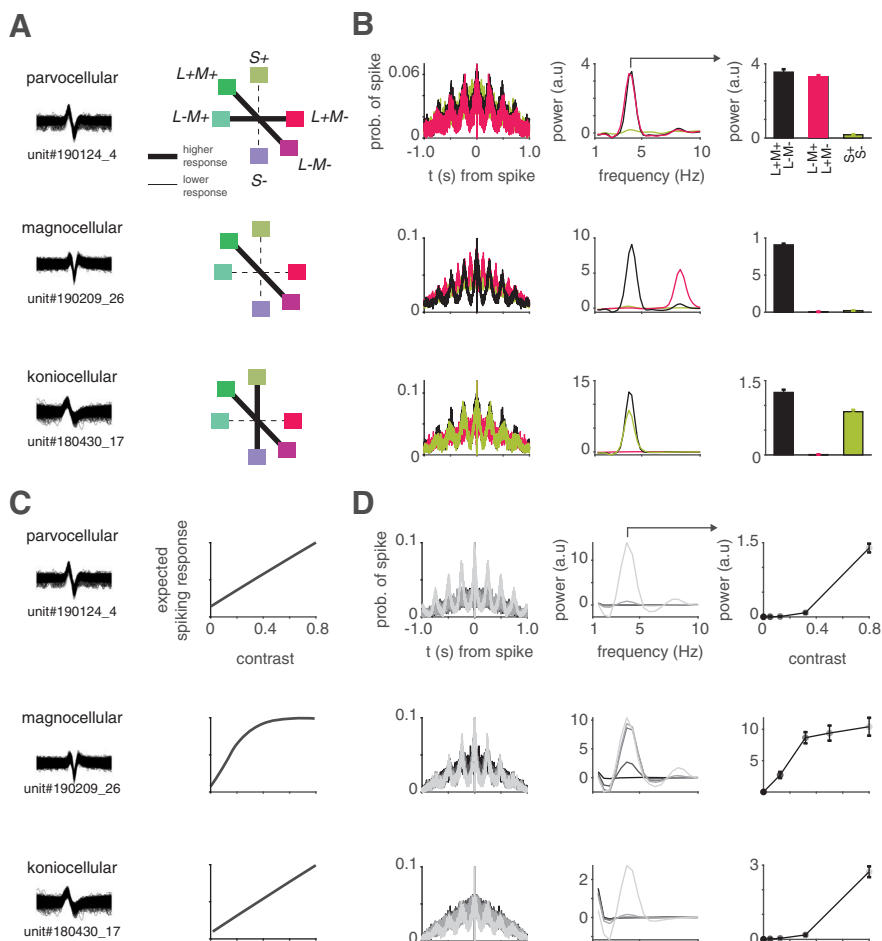 A
parvocellular
unit#190124_4
higher response
lower response
S+
L+M+
L-M+
L+M-
L-M-
S-
magnocellular
unit#190209_26
koniocellular
unit#180430_17
B
prob. of spike
0.06
0
-1.0
0
1.0
t (s) from spike
power (a.u)
4
0
1
5
10
frequency (Hz)
power (a.u)
4
0
L+M+
L-M-
L-M+
L+M-
S+
S-
0.1
0
10
0
1
0
0.1
0
15
0
1.5
0
C
parvocellular
unit#190124_4
expected
spiking response
0
0.4
0.8
contrast
magnocellular
unit#190209_26
koniocellular
unit#180430_17
D
prob. of spike
0.1
0
-1.0
0
1.0
t (s) from spike
power (a.u)
10
0
1
5
10
frequency (Hz)
power (a.u)
1.5
0
0
0.4
0.8
contrast
0.1
0
10
5
0
10
0
0.1
0
2
0
3
0